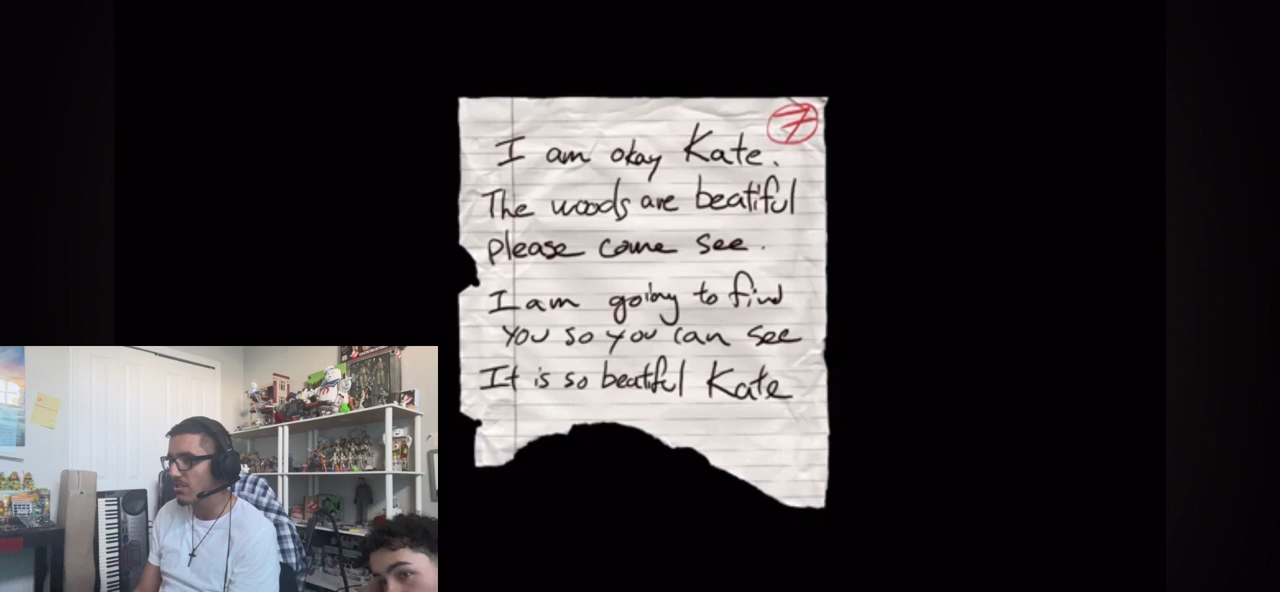 7
I am okay Kate.
The woods are beatiful
please come see.
I am going to find
you so you can see
It is so beatiful Kate